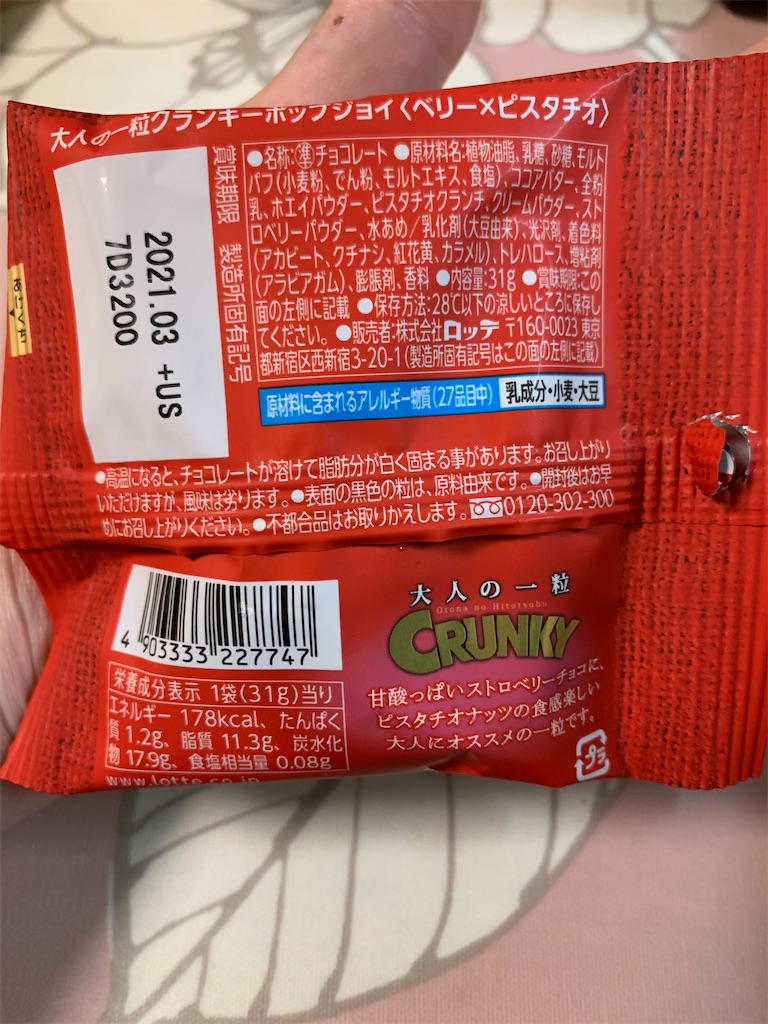 大人の一粒クランキーポップジョイ〈ベリー×ピスタチオ〉
●名称:準チョコレート ●原材料名:植物油脂、乳糖、砂糖、モルト
パフ(小麦粉、でん粉、モルトエキス、食塩)、ココアバター、全粉
乳、ホエイパウダー、ピスタチオクランチ、クリームパウダー、スト
ロベリーパウダー、水あめ/乳化剤(大豆由来)、光沢剤、着色料
(アカビート、クチナシ、紅花黄、カラメル)、トレハロース、増粘剤
(アラビアガム)、膨脹剤、香料 ●内容量:31g ●賞味期限:この
面の左側に記載 ●保存方法:28℃以下の涼しいところに保存し
てください。 ●販売者:株式会社ロッテ 〒160-0023 東京
都新宿区西新宿3-20-1(製造所固有記号はこの面の左側に記載)
賞味期限 製造所固有記号
2021.03 +US
7D3200
原材料に含まれるアレルギー物質(27品目中) 乳成分・小麦・大豆
●高温になると、チョコレートが溶けて脂肪分が白く固まる事があります。お召し上がり
いただけますが、風味は劣ります。●表面の黒色の粒は、原料由来です。●開封後はお早
めにお召し上がりください。●不都合品はお取りかえします。0120-302-300
4 903333 227747
栄養成分表示 1袋(31g)当り
エネルギー 178kcal、たんぱく
質 1.2g、脂質 11.3g、炭水化
物 17.9g、食塩相当量 0.08g
www.lotte.co.jp
大人の一粒
Otona no Hitotsubu
CRUNKY
甘酸っぱいストロベリーチョコに、
ピスタチオナッツの食感楽しい
大人にオススメの一粒です。
プラ